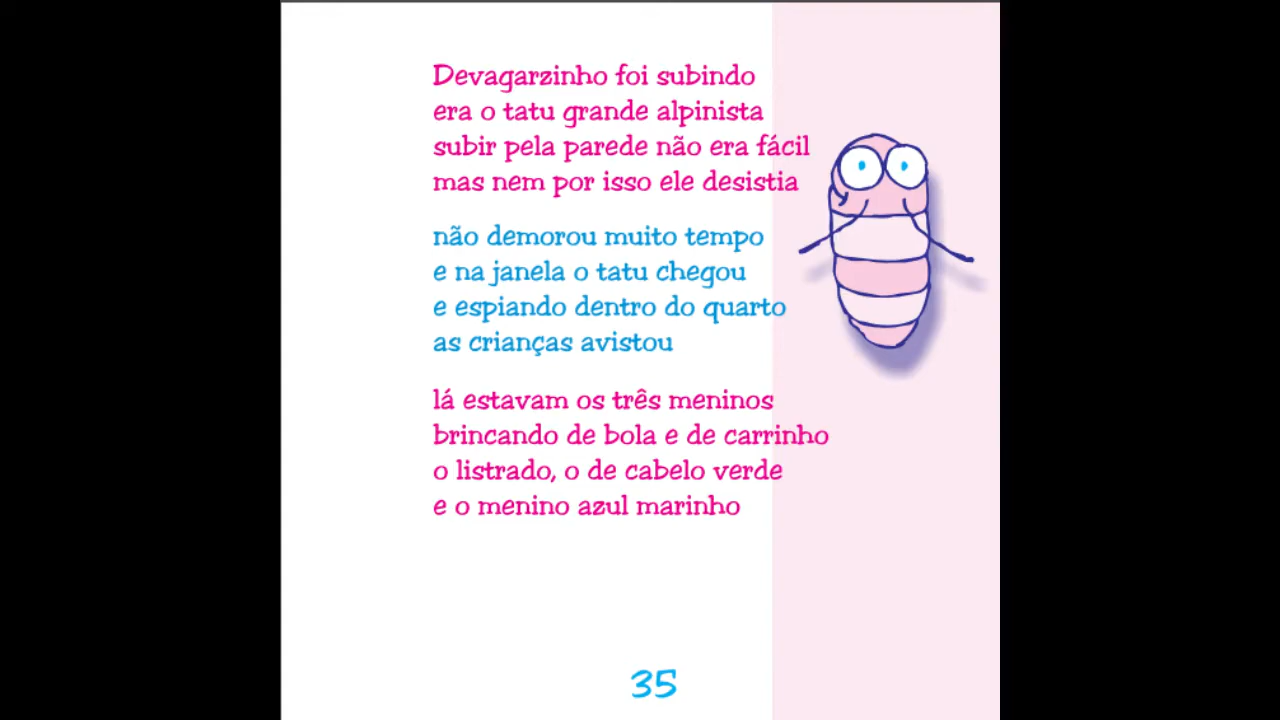 Devagarzinho foi subindo
era o tatu grande alpinista
subir pela parede não era fácil
mas nem por isso ele desistia
não demorou muito tempo
e na janela o tatu chegou
e espiando dentro do quarto
as crianças avistou
lá estavam os três meninos
brincando de bola e de carrinho
o listrado, o de cabelo verde
e o menino azul marinho
35